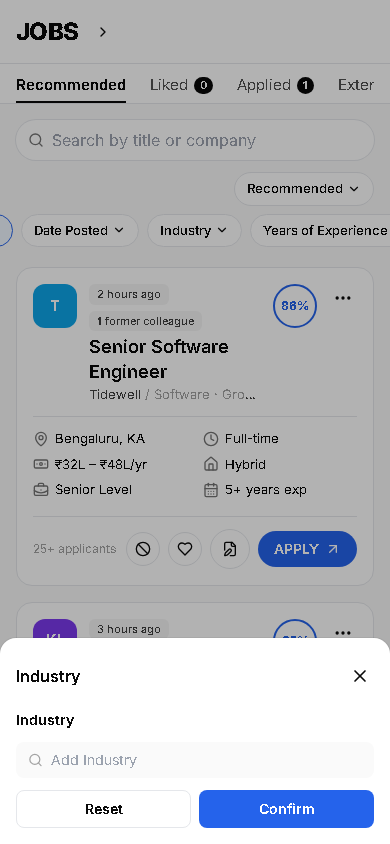 JOBS
Recommended Liked 0 Applied 1 Exter
Search by title or company
Recommended
Date Posted Industry Years of Experience
T
2 hours ago
86%
1 former colleague
Senior Software
Engineer
Tidewell / Software · Gro...
Bengaluru, KA Full-time
₹32L – ₹48L/yr Hybrid
Senior Level 5+ years exp
25+ applicants APPLY
3 hours ago
Industry
Industry
Add Industry
Reset Confirm